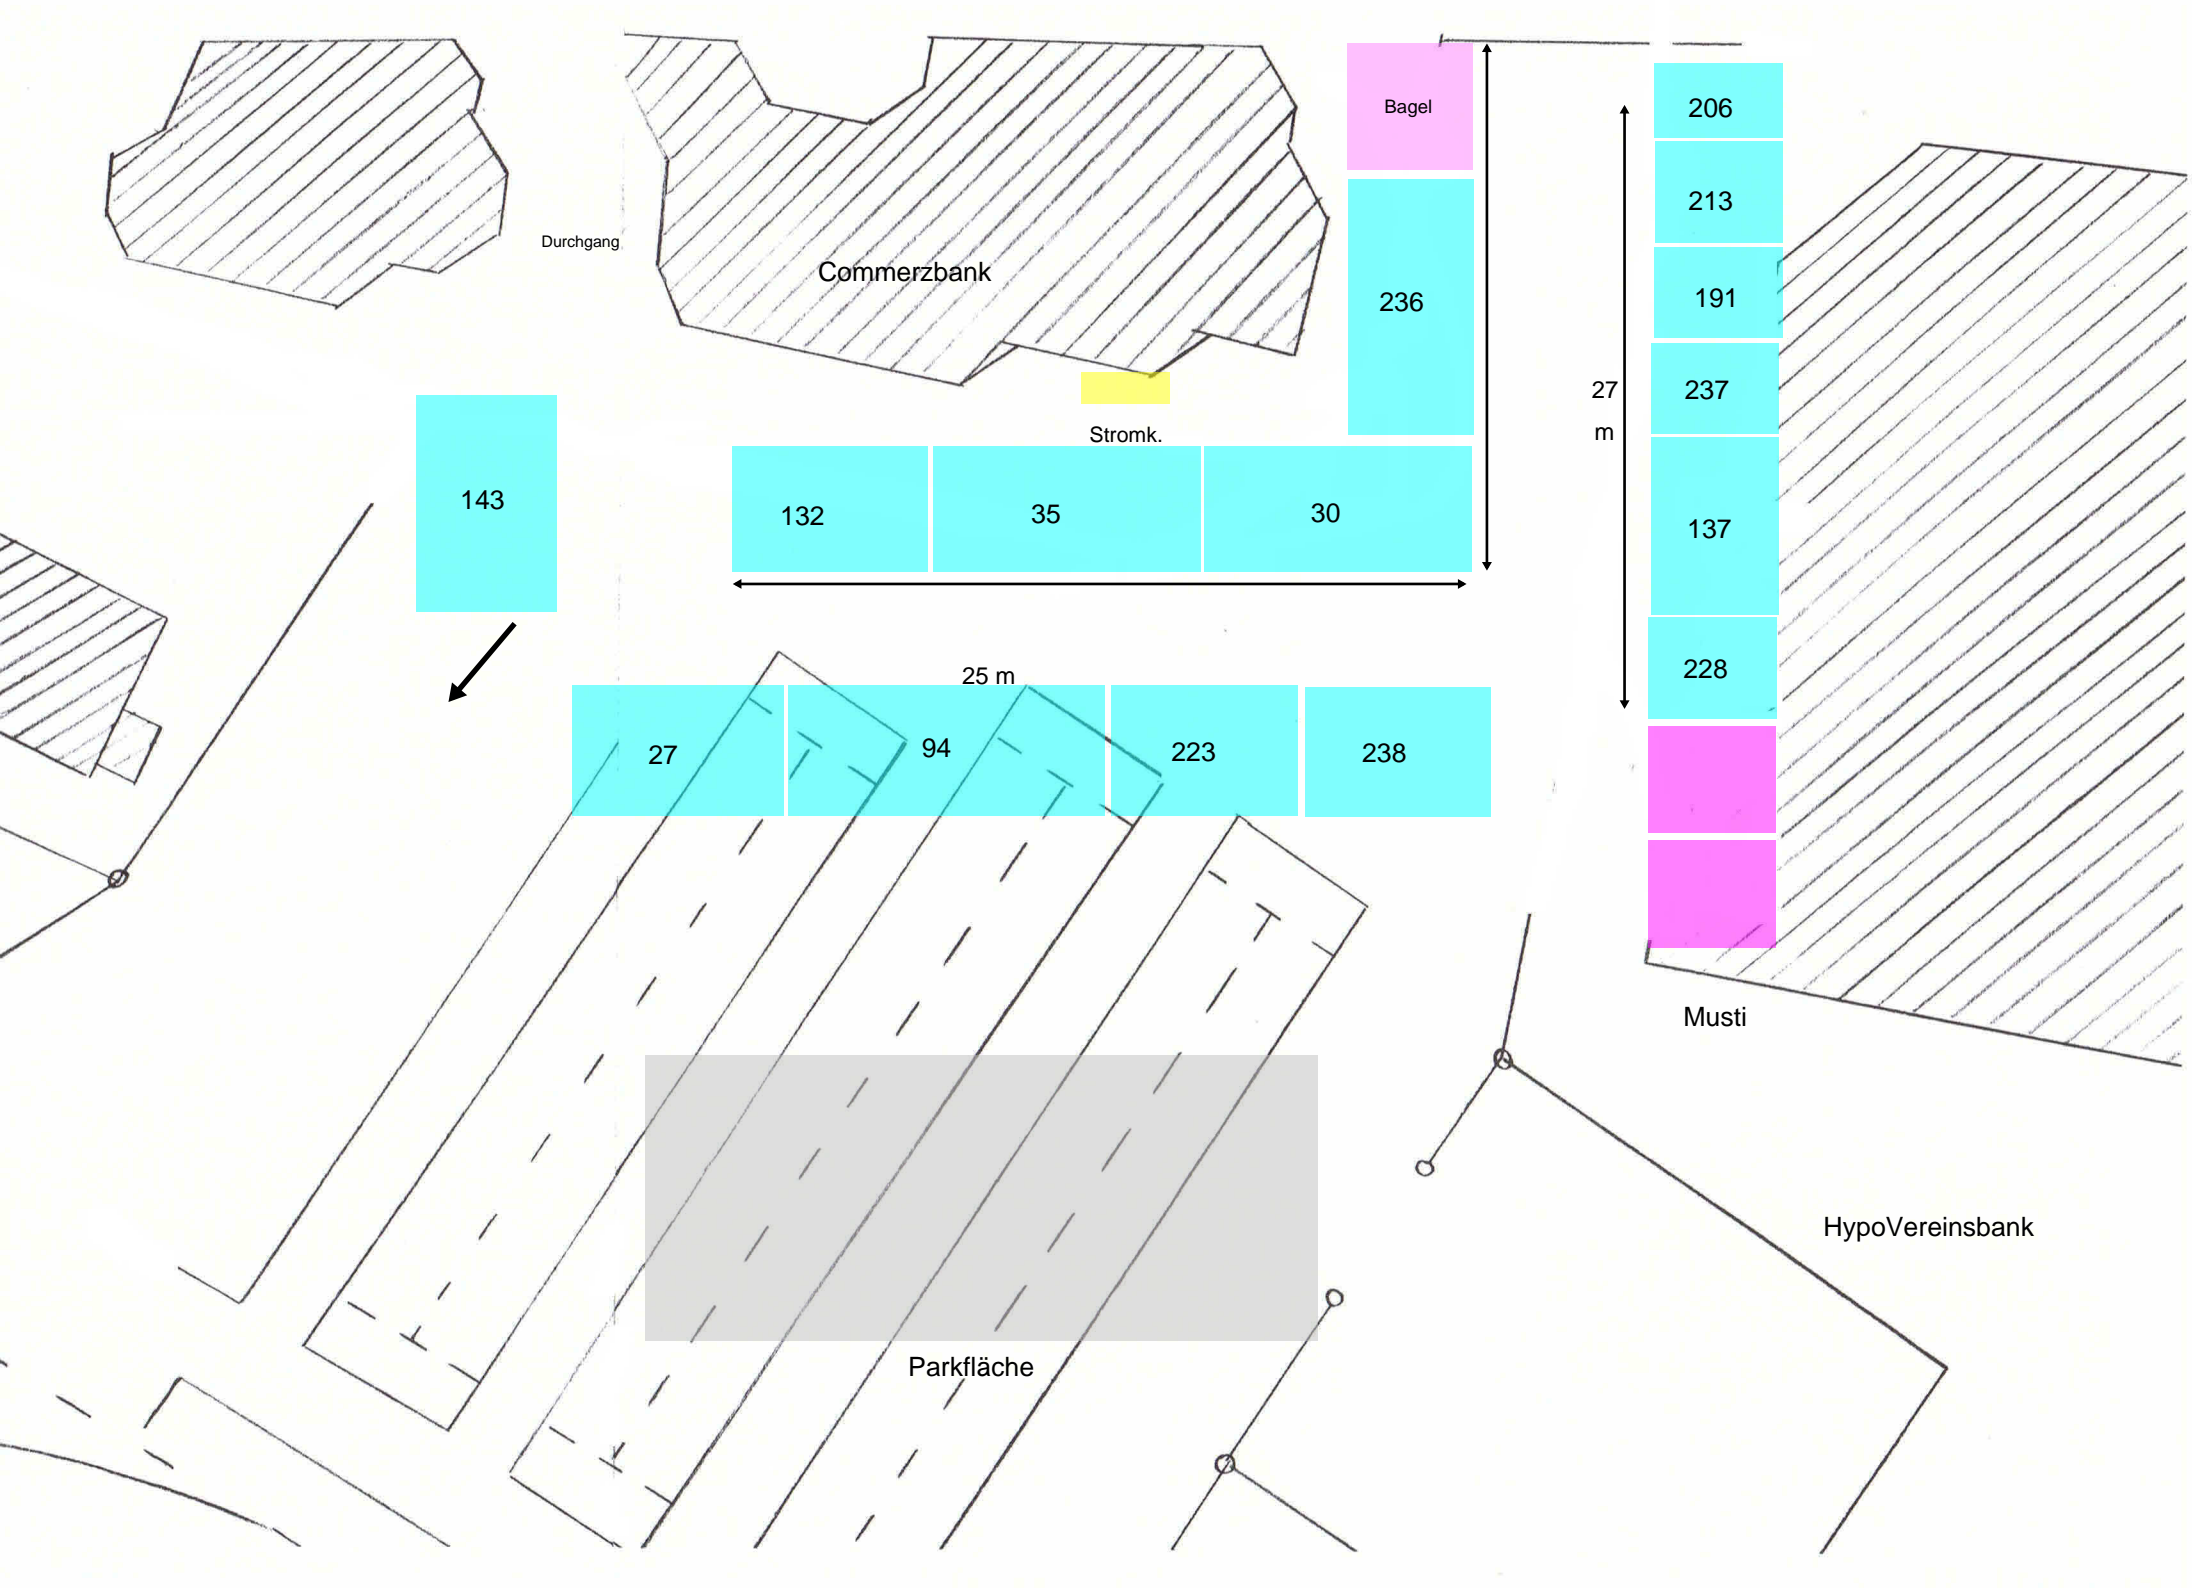 Bagel
206
213
Durchgang
Commerzbank
191
236
27
m
237
Stromk.
143
132
35
30
137
228
25 m
27
94
223
238
Musti
HypoVereinsbank
Parkfläche